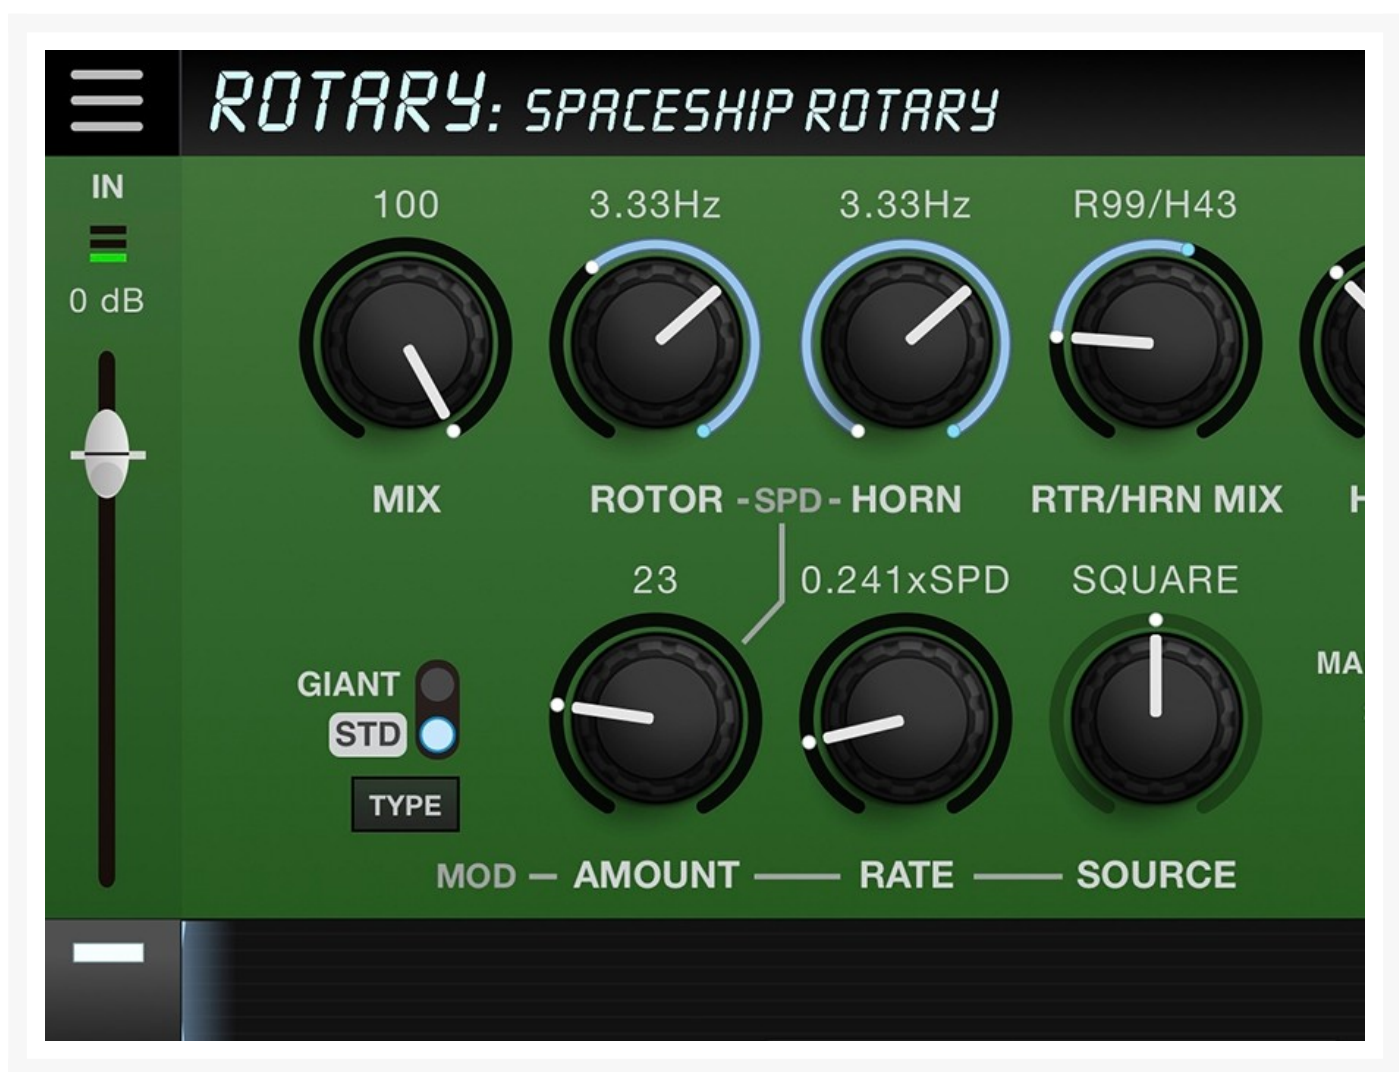 ROTARY: SPACESHIP ROTARY
IN
0 dB
100
3.33Hz
3.33Hz
R99/H43
MIX
ROTOR -SPD- HORN
RTR/HRN MIX
H
23
0.241xSPD
SQUARE
GIANT
STD
TYPE
MA
MOD – AMOUNT — RATE — SOURCE